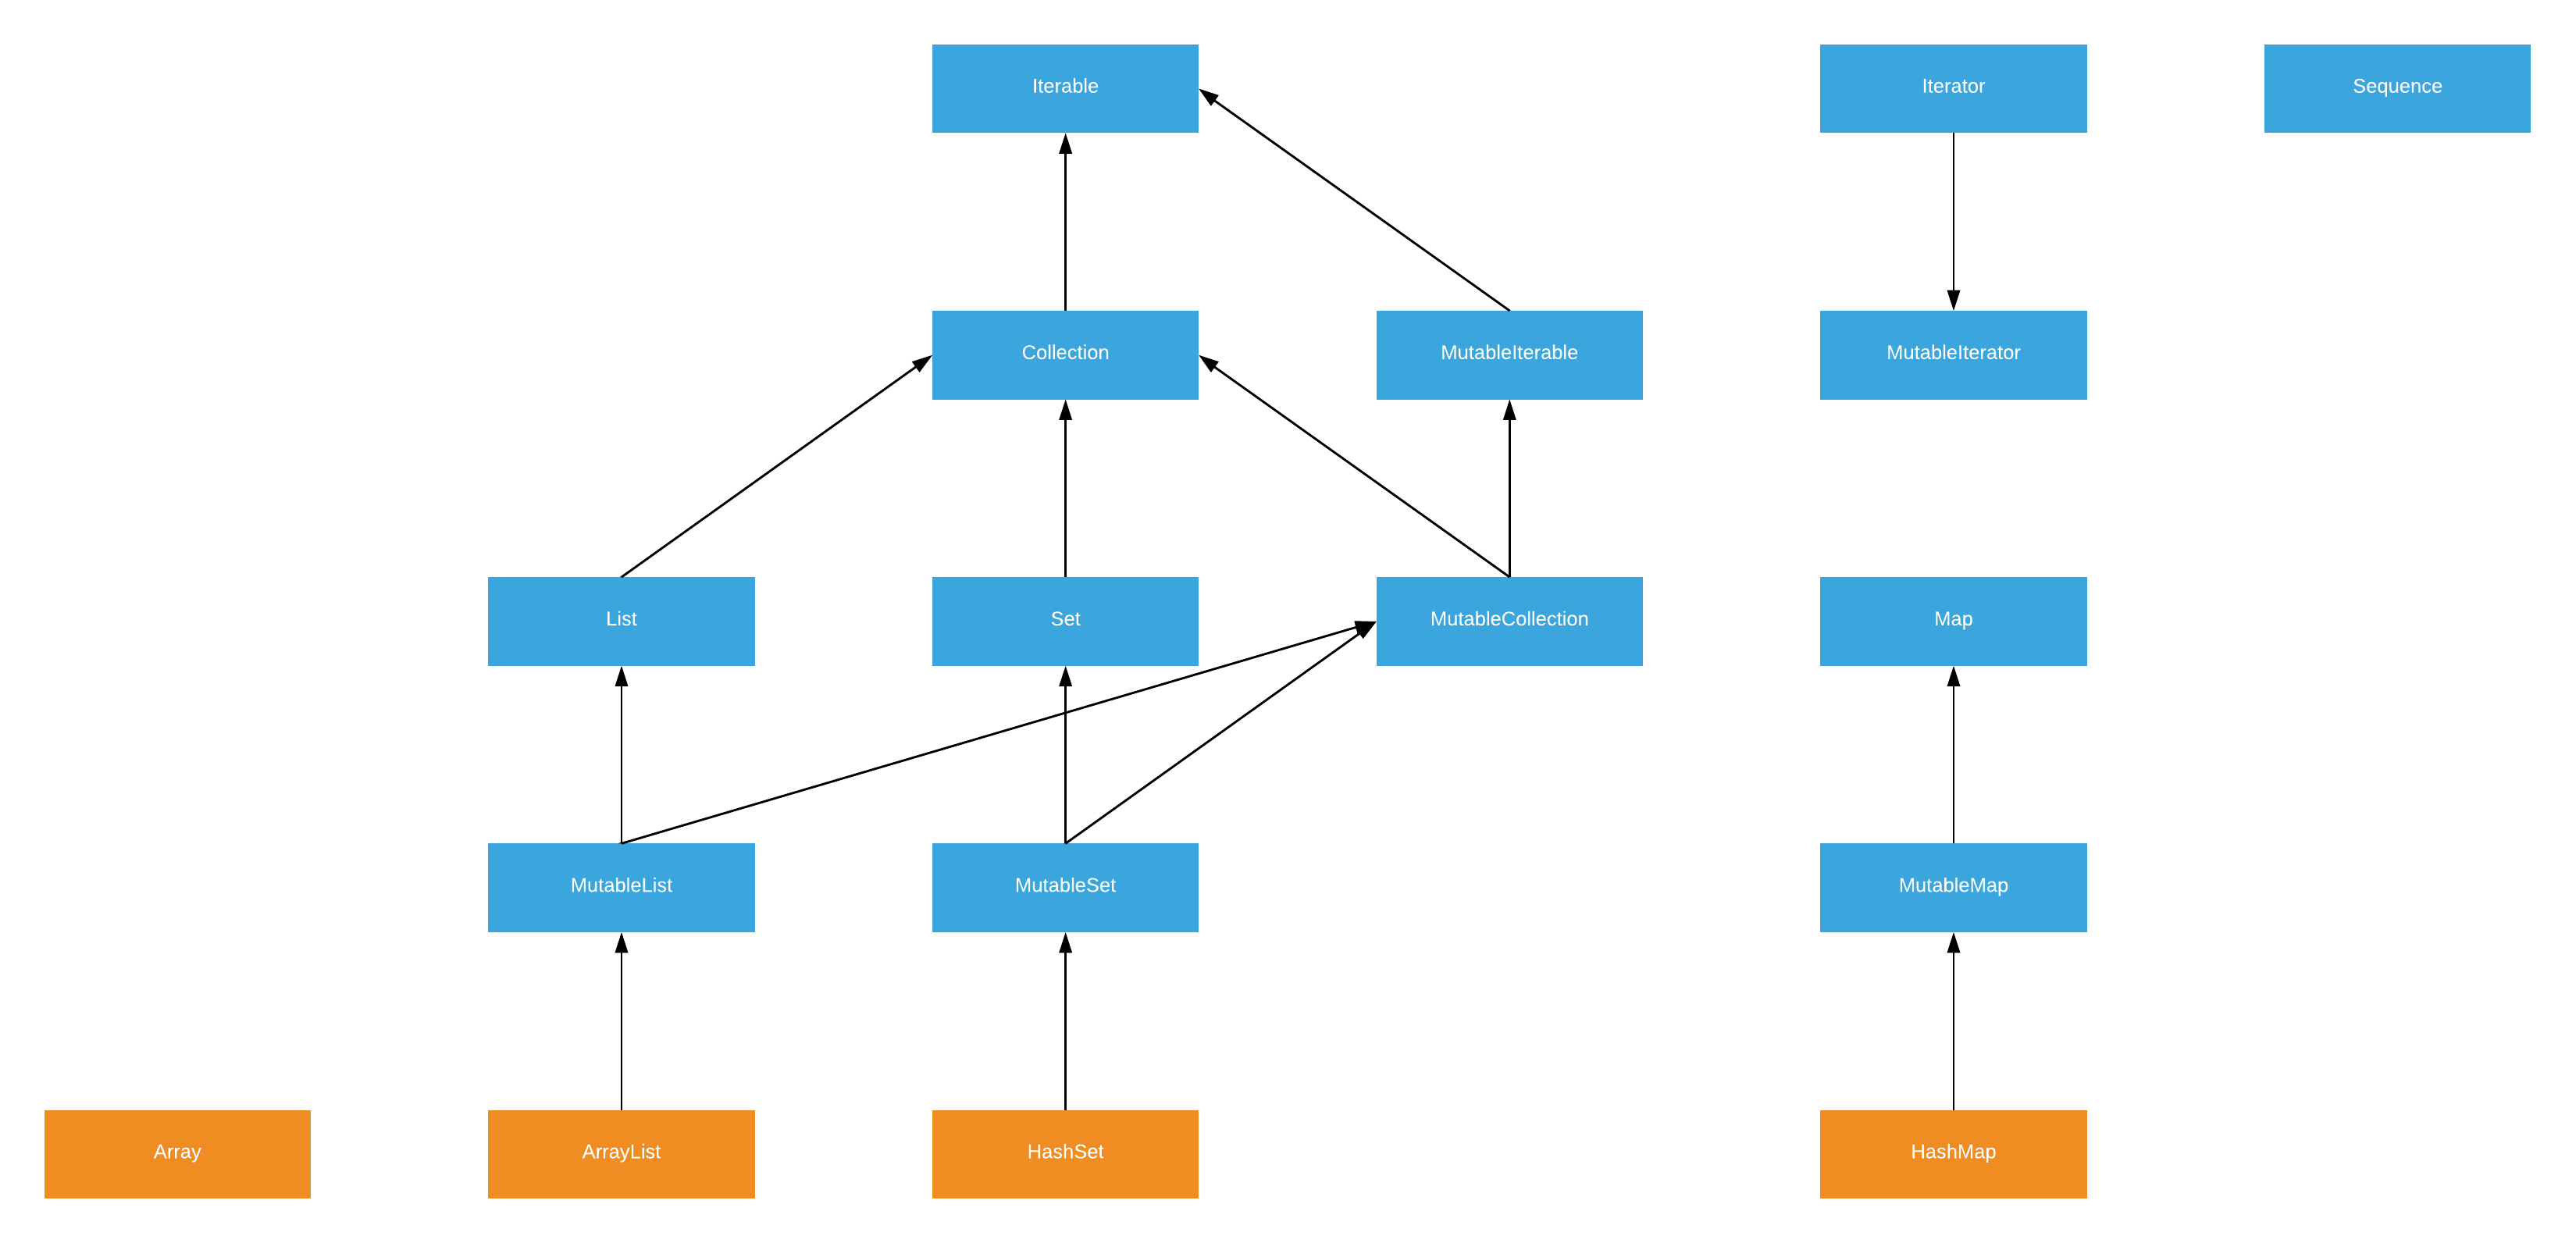 Iterable
Iterator
Sequence
Collection
MutableIterable
MutableIterator
List
Set
MutableCollection
Map
MutableList
MutableSet
MutableMap
Array
ArrayList
HashSet
HashMap